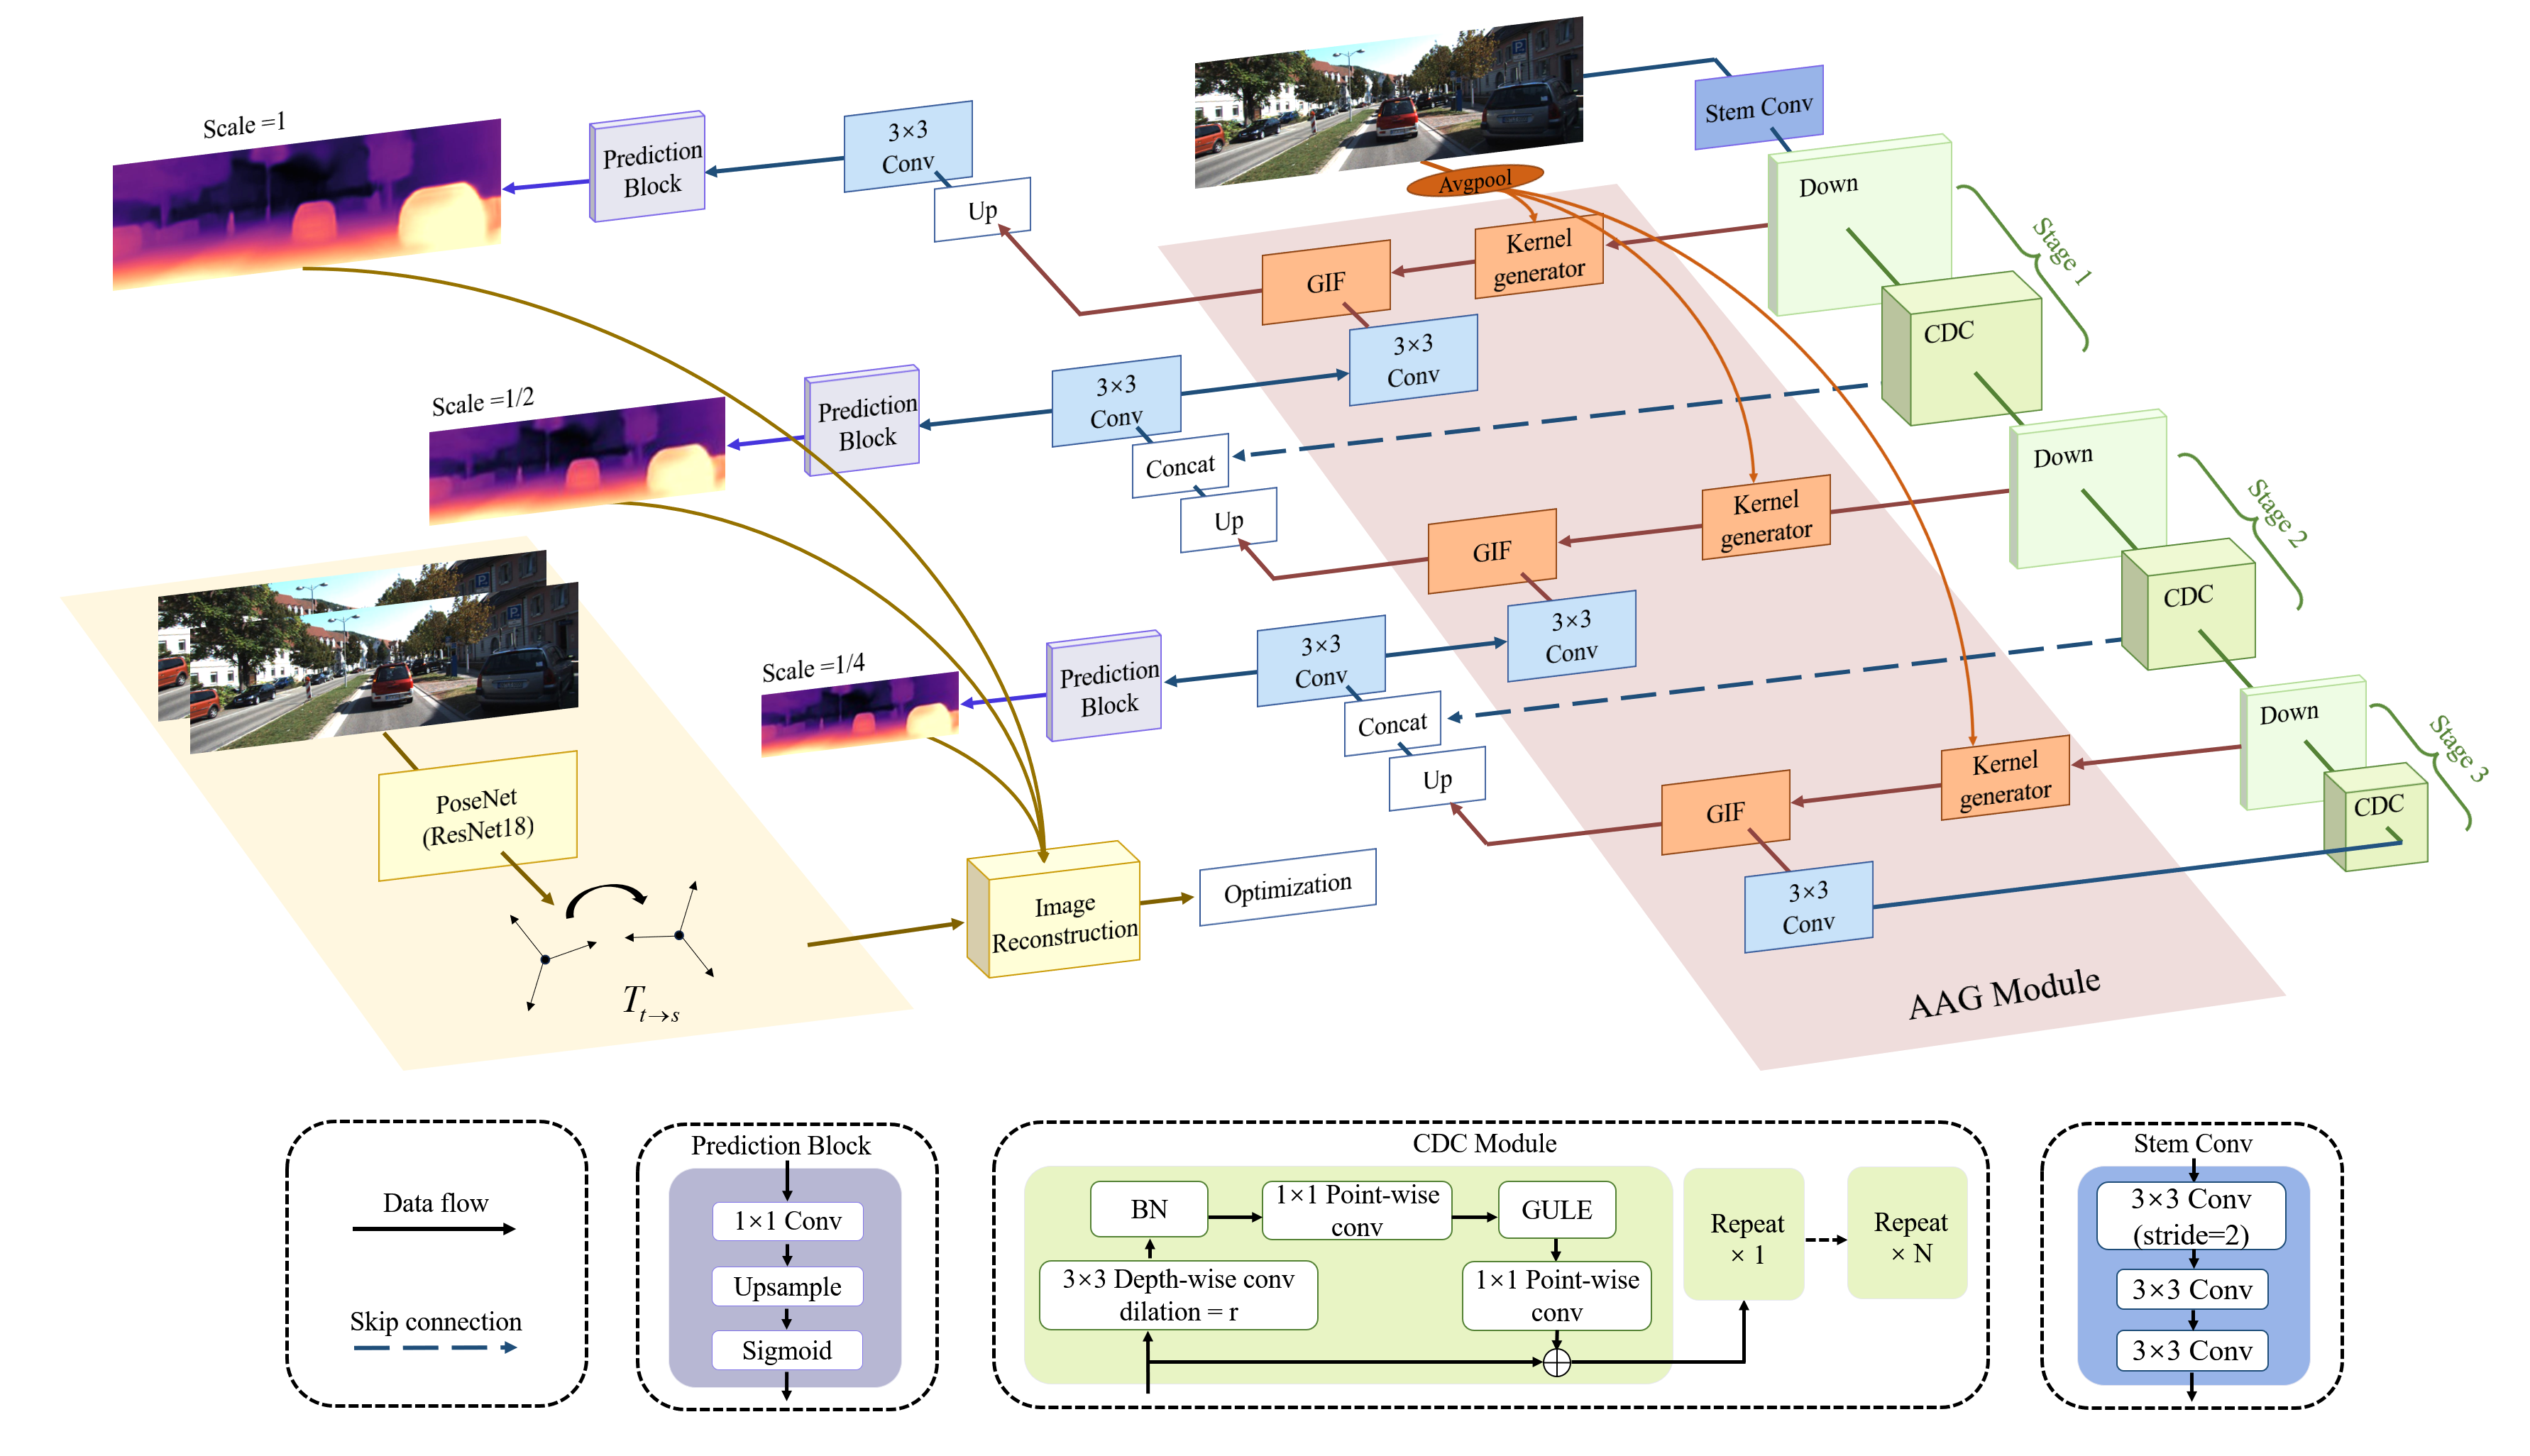 Scale =1
Prediction
Block
3×3
Conv
Up
Stem Conv
Avgpool
Down
Stage 1
Kernel
generator
GIF
3×3
Conv
CDC
Scale =1/2
Prediction
Block
3×3
Conv
Concat
Up
Down
Stage 2
Kernel
generator
GIF
3×3
Conv
CDC
Scale =1/4
Prediction
Block
3×3
Conv
Concat
Up
Down
Stage 3
Kernel
generator
GIF
3×3
Conv
CDC
PoseNet
(ResNet18)
T t→s
Image
Reconstruction
Optimization
AAG Module
Data flow
Skip connection
Prediction Block
1×1 Conv
Upsample
Sigmoid
CDC Module
BN
1×1 Point-wise
conv
GULE
3×3 Depth-wise conv
dilation = r
1×1 Point-wise
conv
Repeat
× 1
Repeat
× N
Stem Conv
3×3 Conv
(stride=2)
3×3 Conv
3×3 Conv